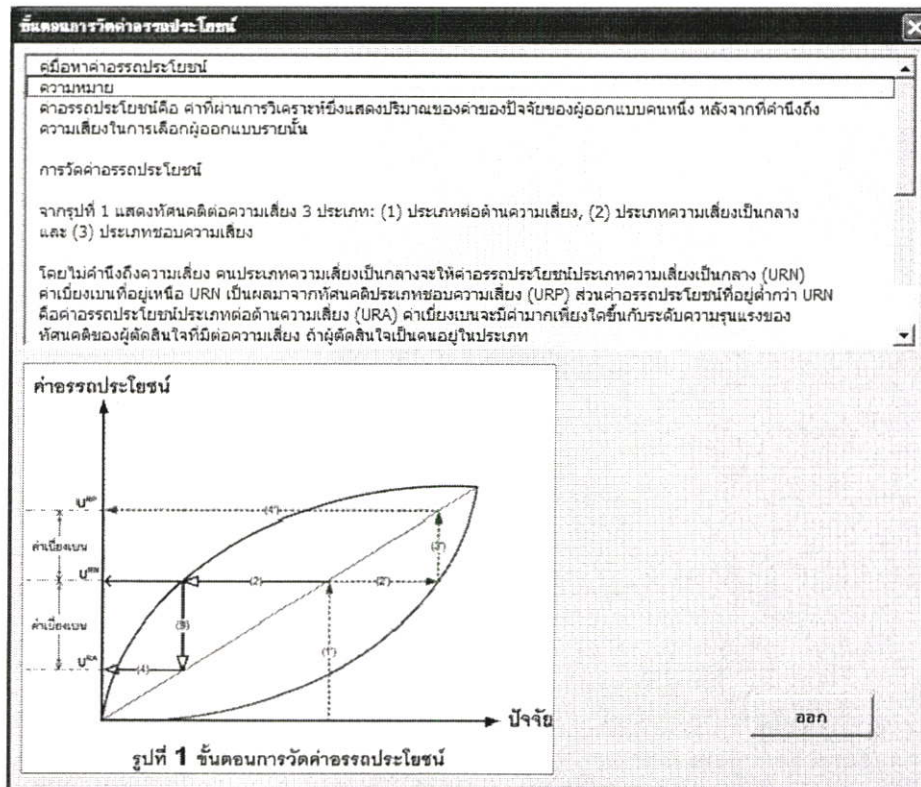 ขั้นตอนการวัดค่าอรรถประโยชน์
คู่มือหาค่าอรรถประโยชน์
ความหมาย
ค่าอรรถประโยชน์คือ ค่าที่ผ่านการวิเคราะห์ซึ่งแสดงปริมาณของค่าของปัจจัยของผู้ออกแบบคนหนึ่ง หลังจากที่คำนึงถึง
ความเสี่ยงในการเลือกผู้ออกแบบรายนั้น
การวัดค่าอรรถประโยชน์
จากรูปที่ 1 แสดงทัศนคติต่อความเสี่ยง 3 ประเภท: (1) ประเภทต่อต้านความเสี่ยง, (2) ประเภทความเสี่ยงเป็นกลาง
และ (3) ประเภทชอบความเสี่ยง
โดยไม่คำนึงถึงความเสี่ยง คนประเภทความเสี่ยงเป็นกลางจะให้ค่าอรรถประโยชน์ประเภทความเสี่ยงเป็นกลาง (URN)
ค่าเบี่ยงเบนที่อยู่เหนือ URN เป็นผลมาจากทัศนคติประเภทชอบความเสี่ยง (URP) ส่วนค่าอรรถประโยชน์ที่อยู่ต่ำกว่า URN
คือค่าอรรถประโยชน์ประเภทต่อต้านความเสี่ยง (URA) ค่าเบี่ยงเบนจะมีค่ามากเพียงใดขึ้นกับระดับความรุนแรงของ
ทัศนคติของผู้ตัดสินใจที่มีต่อความเสี่ยง ถ้าผู้ตัดสินใจเป็นคนอยู่ในประเภท
ค่าอรรถประโยชน์
U^RP
(4')
ค่าเบี่ยงเบน
(3')
U^RN
(2)
(2')
ค่าเบี่ยงเบน
(3)
U^RA
(4)
(1)
ปัจจัย
ออก
รูปที่ 1 ขั้นตอนการวัดค่าอรรถประโยชน์